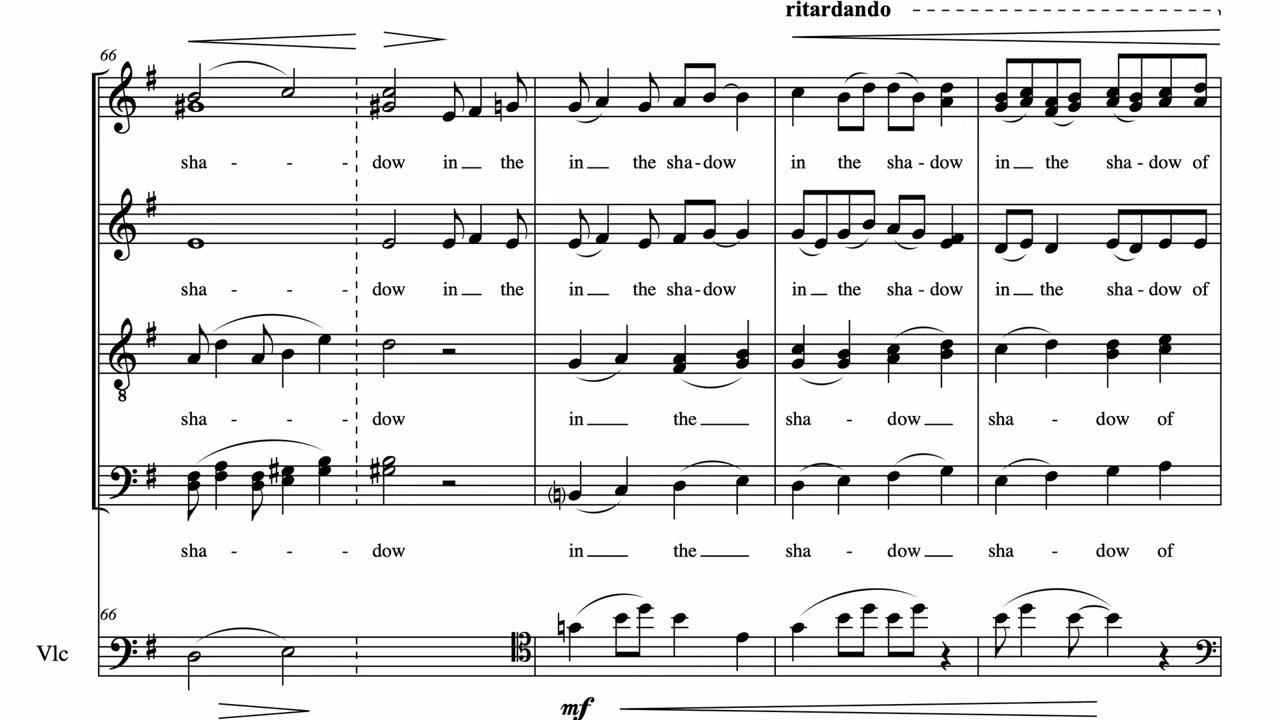 ritardando
66
sha - - - dow in the in the sha-dow in the sha - dow in the sha - dow of
sha - - - dow in the in the sha-dow in the sha - dow in the sha - dow of
8
sha - - - dow in the sha - dow sha - dow of
sha - - - dow in the sha - dow sha - dow of
66
Vlc
mf